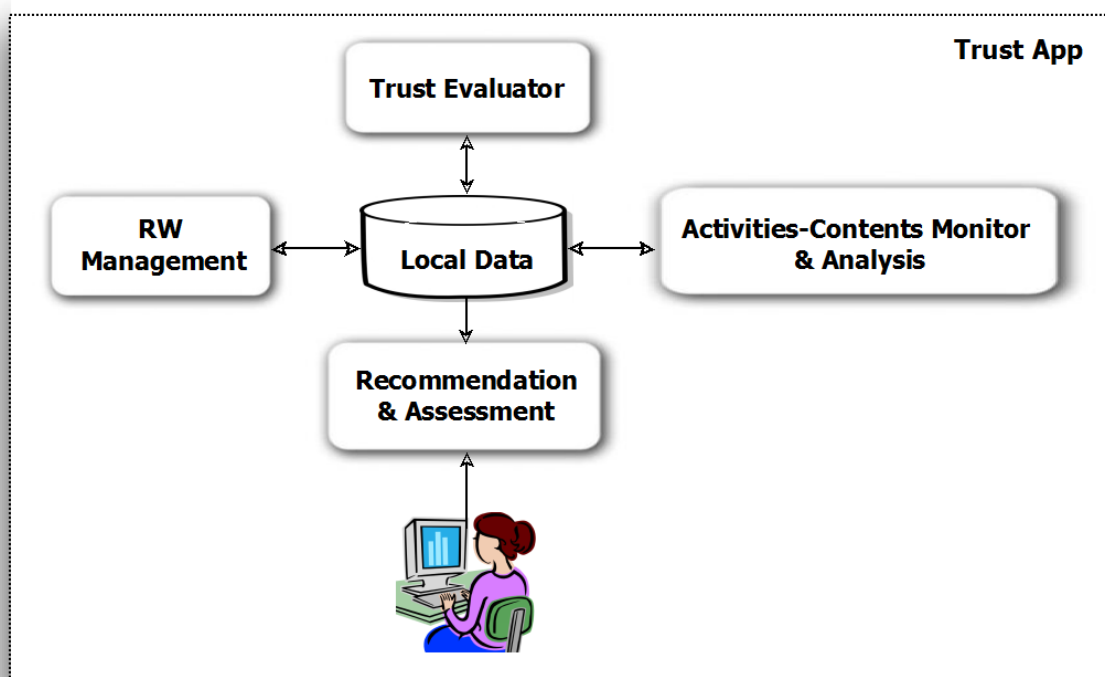 Trust App
Trust Evaluator
RW
Management
Local Data
Activities-Contents Monitor
& Analysis
Recommendation
& Assessment